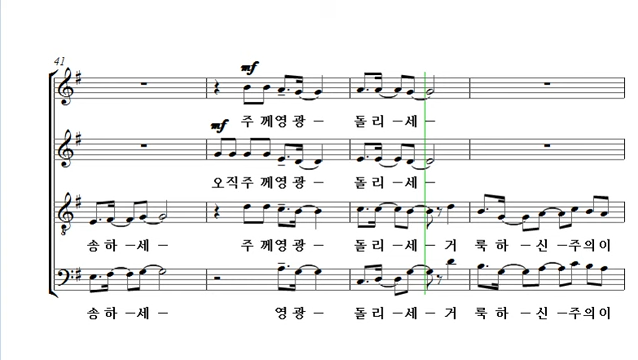 41
mf
주 께영 광 – 돌 리 –세 –
mf
오직주 께영 광 – 돌 리 –세 –
송 하 –세 – 주 께영 광 – 돌 리 –세 – 거 룩 하 – 신 –주의이
송 하 –세 – 영 광 – 돌 리 –세 – 거 룩 하 – 신 –주의이